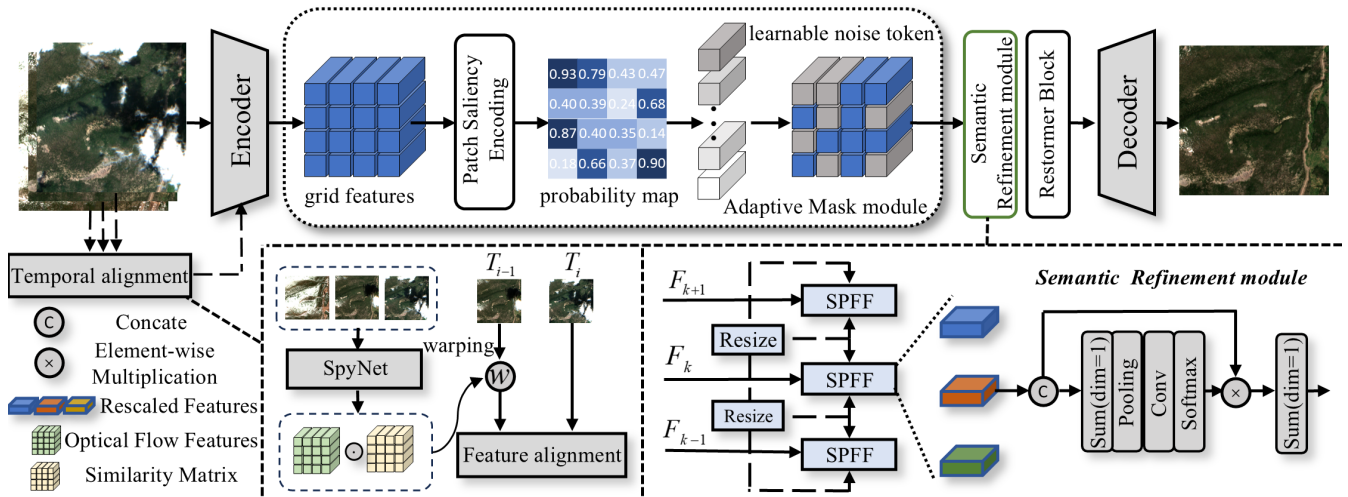 Encoder
grid features
Patch Saliency
Encoding
0.93 0.79 0.43 0.47
0.40 0.39 0.24 0.68
0.87 0.40 0.35 0.14
0.18 0.66 0.37 0.90
probability map
learnable noise token
Adaptive Mask module
Semantic
Refinement module
Restormer Block
Decoder
Temporal alignment
C
Concate
×
Element-wise
Multiplication
Rescaled Features
Optical Flow Features
Similarity Matrix
SpyNet
warping
T_{i-1}
T_i
w
Feature alignment
F_{k+1}
F_k
F_{k-1}
Resize
Resize
SPFF
SPFF
SPFF
Semantic Refinement module
C
Sum(dim=1)
Pooling
Conv
Softmax
×
Sum(dim=1)